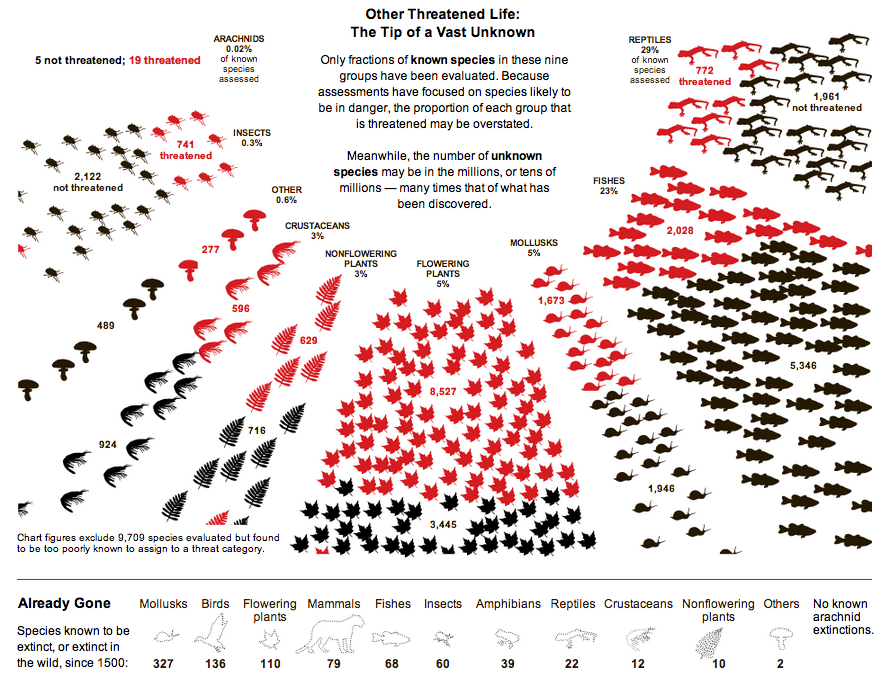 Other Threatened Life:
The Tip of a Vast Unknown
Only fractions of known species in these nine
groups have been evaluated. Because
assessments have focused on species likely to
be in danger, the proportion of each group that
is threatened may be overstated.
Meanwhile, the number of unknown
species may be in the millions, or tens of
millions — many times that of what has
been discovered.
ARACHNIDS
0.02%
of known
species
assessed
5 not threatened; 19 threatened
INSECTS
0.3%
741
threatened
2,122
not threatened
OTHER
0.6%
277
489
CRUSTACEANS
3%
596
924
NONFLOWERING
PLANTS
3%
629
716
FLOWERING
PLANTS
5%
8,527
3,445
MOLLUSKS
5%
1,673
1,946
FISHES
23%
2,028
5,346
REPTILES
29%
of known
species
assessed
772
threatened
1,961
not threatened
Chart figures exclude 9,709 species evaluated but found
to be too poorly known to assign to a threat category.
Already Gone
Species known to be
extinct, or extinct in
the wild, since 1500:
Mollusks
327
Birds
136
Flowering
plants
110
Mammals
79
Fishes
68
Insects
60
Amphibians
39
Reptiles
22
Crustaceans
12
Nonflowering
plants
10
Others
2
No known
arachnid
extinctions.